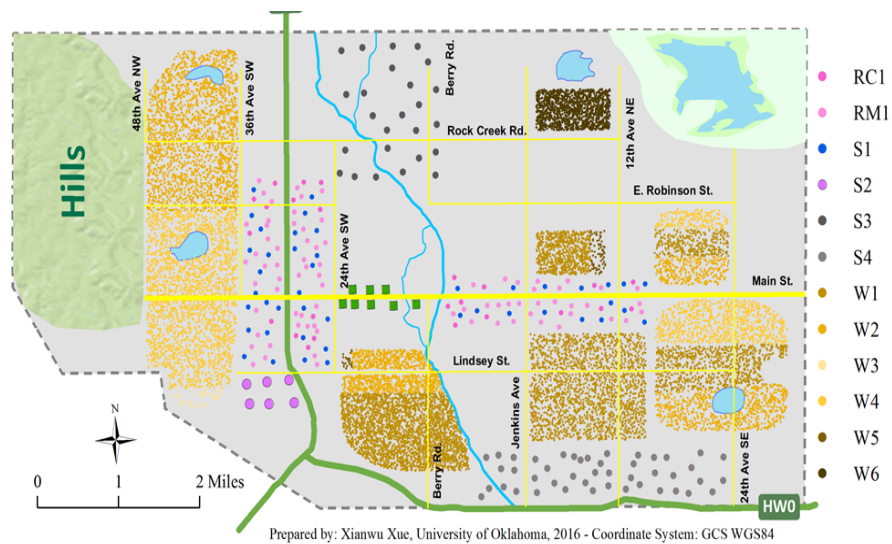 48th Ave NW
36th Ave SW
Berry Rd.
Rock Creek Rd.
12th Ave NE
Hills
E. Robinson St.
24th Ave SW
Main St.
Lindsey St.
Jenkins Ave
Berry Rd.
24th Ave SE
HW0
N
0 1 2 Miles
RC1
RM1
S1
S2
S3
S4
W1
W2
W3
W4
W5
W6
Prepared by: Xianwu Xue, University of Oklahoma, 2016 - Coordinate System: GCS WGS84